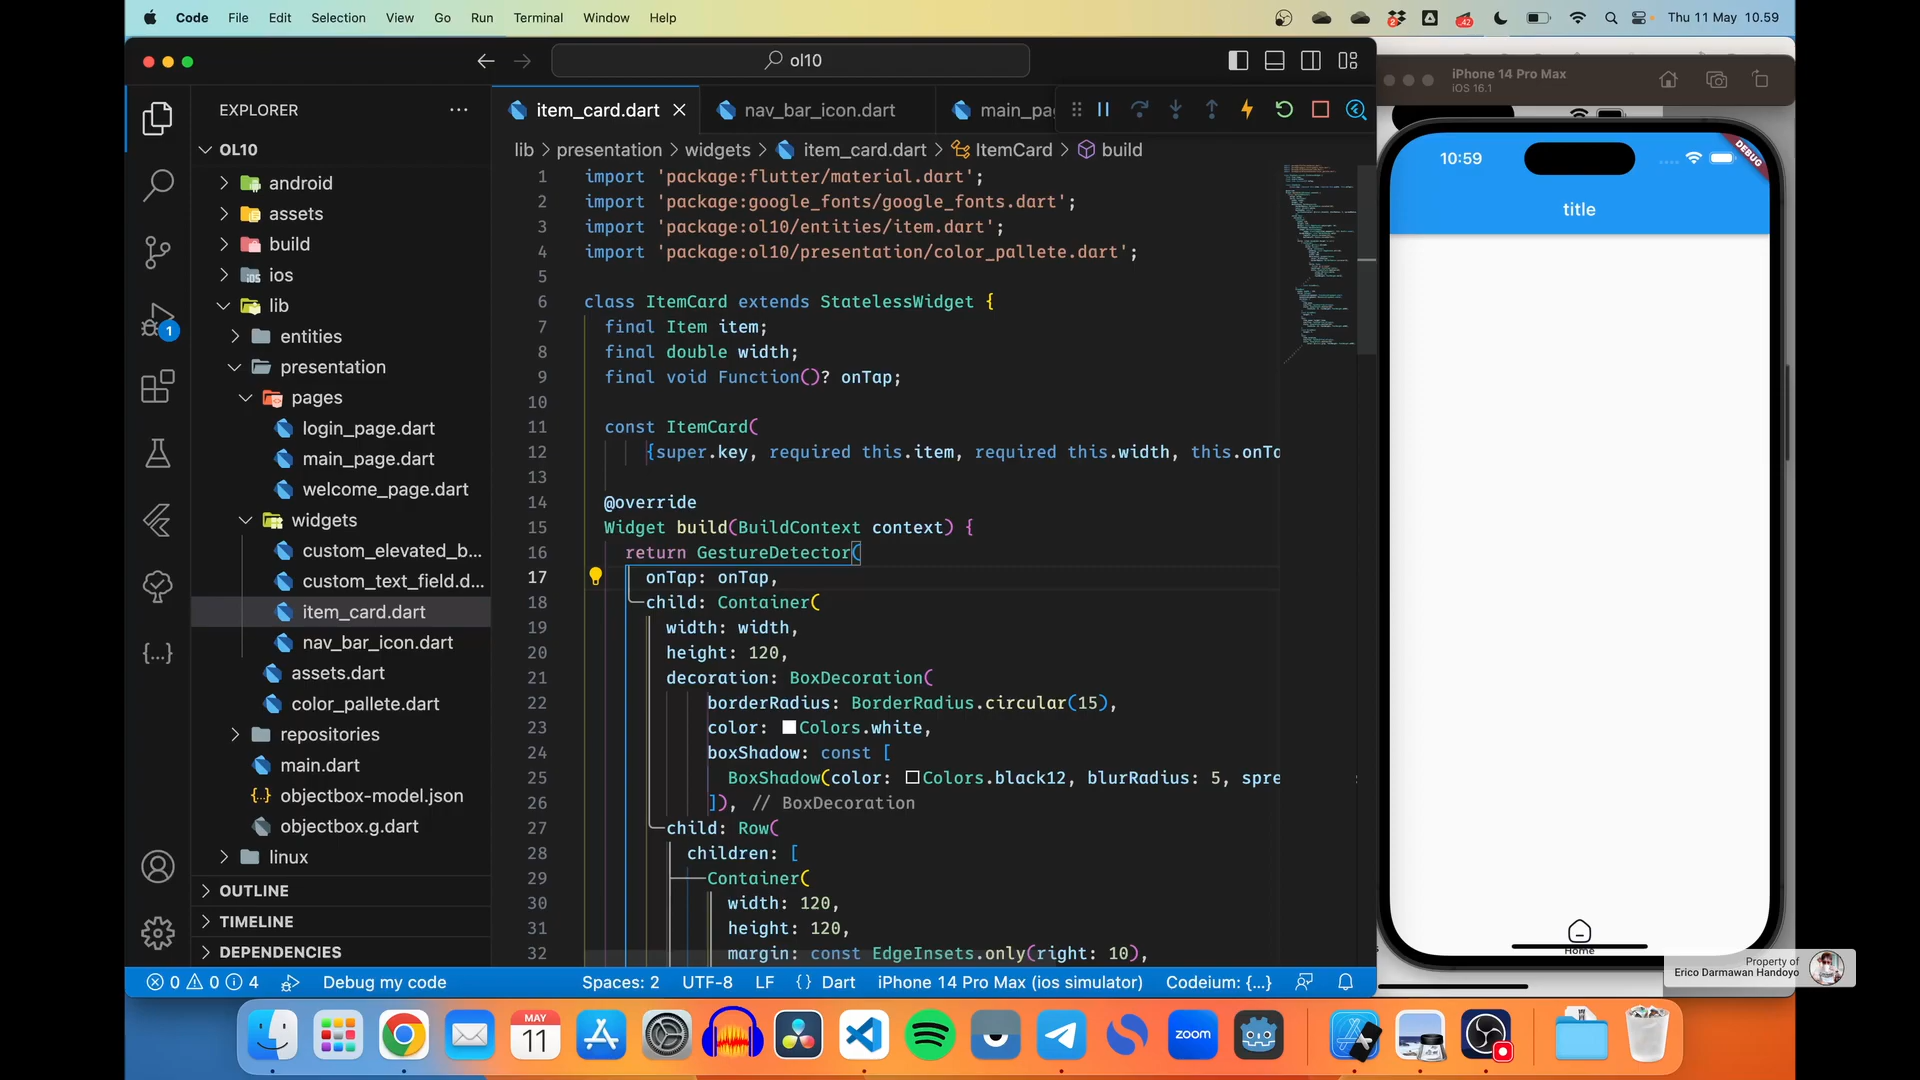 Code File Edit Selection View Go Run Terminal Window Help
Thu 11 May 10.59
ol10
EXPLORER
OL10
android
assets
build
ios
lib
entities
presentation
pages
login_page.dart
main_page.dart
welcome_page.dart
widgets
custom_elevated_b...
custom_text_field.d...
item_card.dart
nav_bar_icon.dart
assets.dart
color_pallete.dart
repositories
main.dart
objectbox-model.json
objectbox.g.dart
linux
OUTLINE
TIMELINE
DEPENDENCIES
1
item_card.dart
nav_bar_icon.dart
main_pa
lib > presentation > widgets > item_card.dart > ItemCard > build
1 import 'package:flutter/material.dart';
2 import 'package:google_fonts/google_fonts.dart';
3 import 'package:ol10/entities/item.dart';
4 import 'package:ol10/presentation/color_pallete.dart';
5
6 class ItemCard extends StatelessWidget {
7 final Item item;
8 final double width;
9 final void Function()? onTap;
10
11 const ItemCard(
12 {super.key, required this.item, required this.width, this.onTa
13
14 @override
15 Widget build(BuildContext context) {
16 return GestureDetector(
17 onTap: onTap,
18 child: Container(
19 width: width,
20 height: 120,
21 decoration: BoxDecoration(
22 borderRadius: BorderRadius.circular(15),
23 color: Colors.white,
24 boxShadow: const [
25 BoxShadow(color: Colors.black12, blurRadius: 5, spre
26 ]), // BoxDecoration
27 child: Row(
28 children: [
29 Container(
30 width: 120,
31 height: 120,
32 margin: const EdgeInsets.only(right: 10),
0 0 4 Debug my code
Spaces: 2 UTF-8 LF {} Dart iPhone 14 Pro Max (ios simulator) Codeium: {...}
iPhone 14 Pro Max
iOS 16.1
10:59
DEBUG
title
Home
Property of
Erico Darmawan Handoyo
MAY
11
zoom